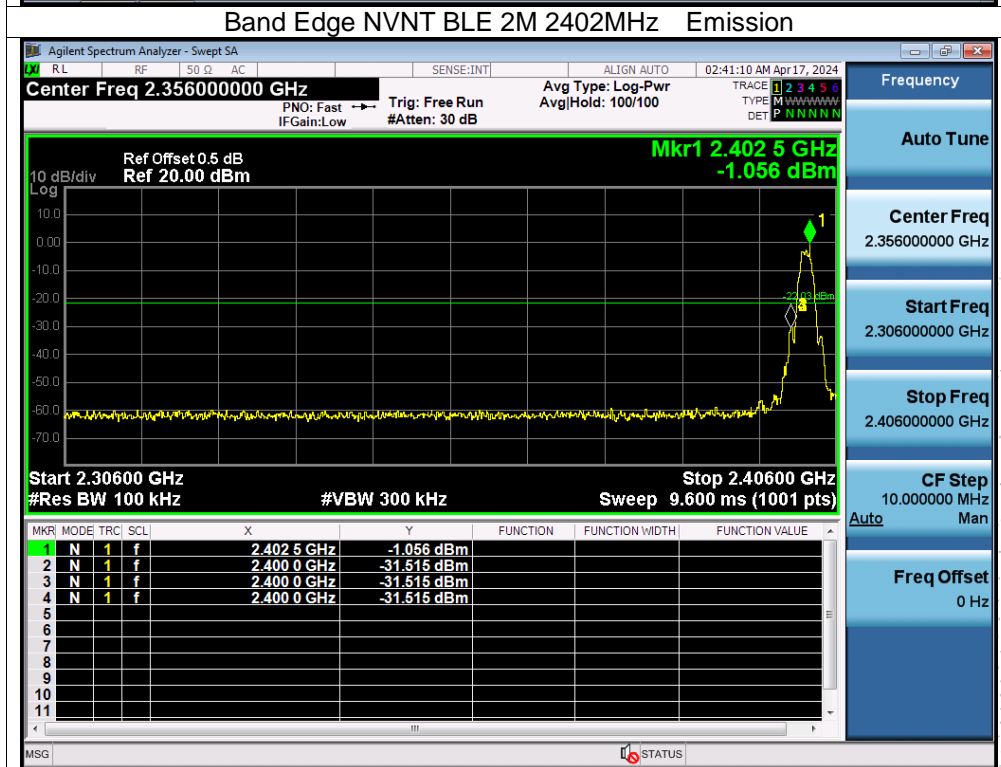 Band Edge NVNT BLE 2M 2402MHz Emission
Agilent Spectrum Analyzer - Swept SA
LXI RL RF 50 Ω AC SENSE:INT ALIGN AUTO 02:41:10 AM Apr 17, 2024
Center Freq 2.356000000 GHz
PNO: Fast
IFGain:Low
Trig: Free Run
#Atten: 30 dB
Avg Type: Log-Pwr
Avg|Hold: 100/100
TRACE 1 2 3 4 5 6
TYPE M WWWWW
DET P N N N N N
Frequency
Auto Tune
Center Freq
2.356000000 GHz
Start Freq
2.306000000 GHz
Stop Freq
2.406000000 GHz
CF Step
10.000000 MHz
Auto Man
Freq Offset
0 Hz
Mkr1 2.402 5 GHz
-1.056 dBm
Ref Offset 0.5 dB
10 dB/div Ref 20.00 dBm
Log
10.0
0.00
-10.0
-20.0
-30.0
-40.0
-50.0
-60.0
-70.0
1
-22.03 dBm
Start 2.30600 GHz Stop 2.40600 GHz
#Res BW 100 kHz #VBW 300 kHz Sweep 9.600 ms (1001 pts)
MKR MODE TRC SCL X Y FUNCTION FUNCTION WIDTH FUNCTION VALUE
1 N 1 f 2.402 5 GHz -1.056 dBm
2 N 1 f 2.400 0 GHz -31.515 dBm
3 N 1 f 2.400 0 GHz -31.515 dBm
4 N 1 f 2.400 0 GHz -31.515 dBm
5
6
7
8
9
10
11
MSG STATUS